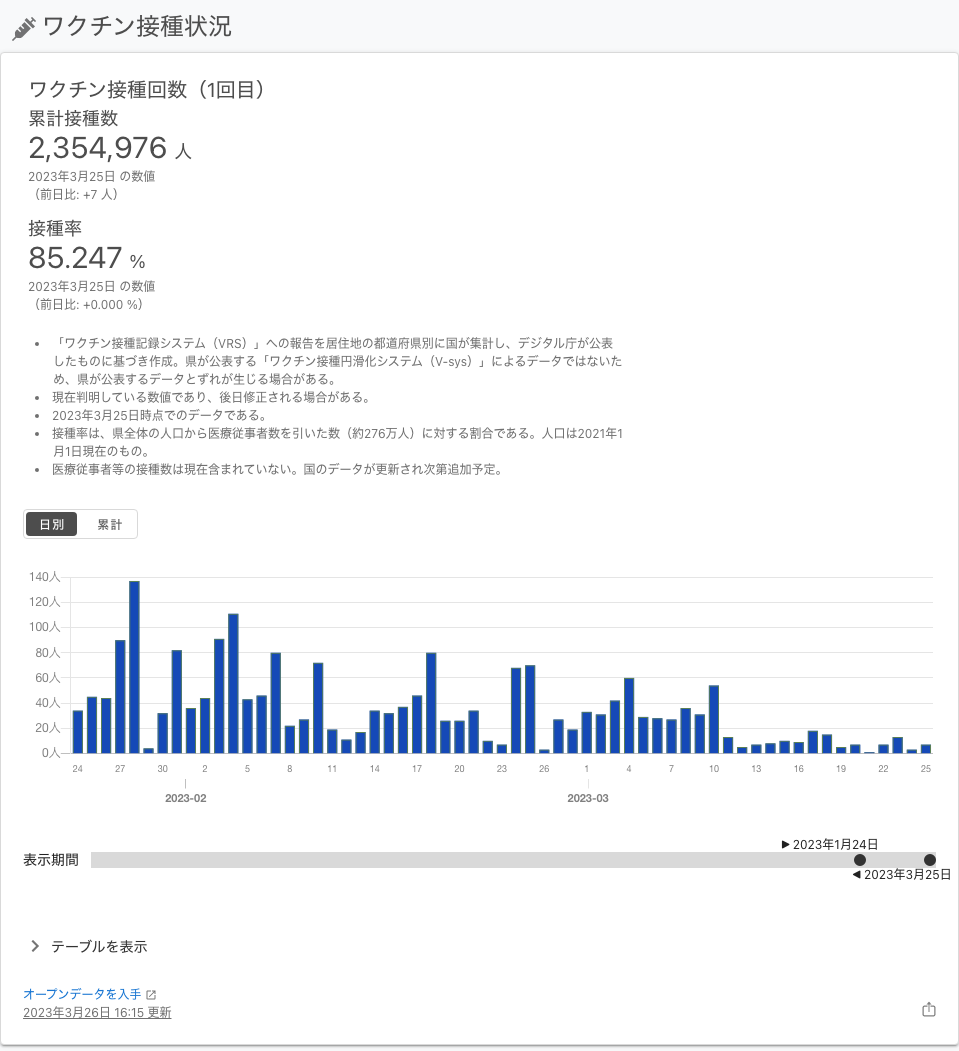 ワクチン接種状況
ワクチン接種回数（1回目）
累計接種数
2,354,976 人
2023年3月25日 の数値
（前日比: +7 人）
接種率
85.247 %
2023年3月25日 の数値
（前日比: +0.000 %）
• 「ワクチン接種記録システム（VRS）」への報告を居住地の都道府県別に国が集計し、デジタル庁が公表
したものに基づき作成。県が公表する「ワクチン接種円滑化システム（V-sys）」によるデータではないた
め、県が公表するデータとずれが生じる場合がある。
• 現在判明している数値であり、後日修正される場合がある。
• 2023年3月25日時点でのデータである。
• 接種率は、県全体の人口から医療従事者数を引いた数（約276万人）に対する割合である。人口は2021年1
月1日現在のもの。
• 医療従事者等の接種数は現在含まれていない。国のデータが更新され次第追加予定。
日別 累計
140人
120人
100人
80人
60人
40人
20人
0人
24 27 30 2 5 8 11 14 17 20 23 26 1 4 7 10 13 16 19 22 25
2023-02 2023-03
▶ 2023年1月24日
表示期間
◀ 2023年3月25日
テーブルを表示
オープンデータを入手
2023年3月26日 16:15 更新